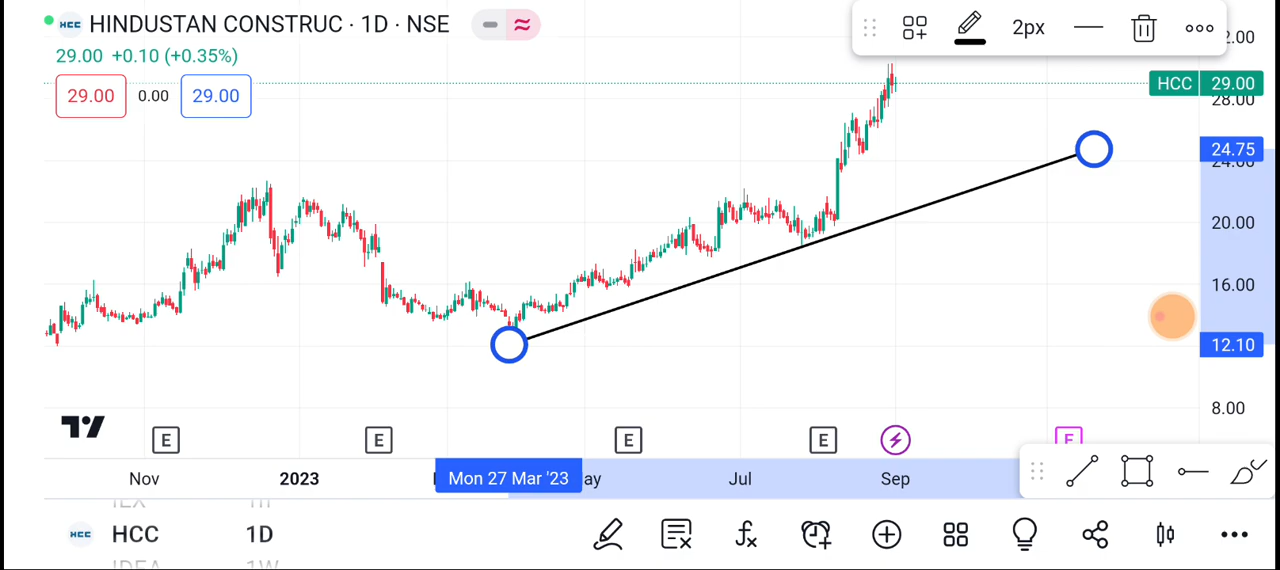 HCC HINDUSTAN CONSTRUC · 1D · NSE
2px
29.00 +0.10 (+0.35%)
29.00 0.00 29.00
HCC 29.00
28.00
24.75
20.00
16.00
12.10
8.00
E E E E
Nov 2023 Mon 27 Mar '23 Jul Sep
HCC HCC 1D